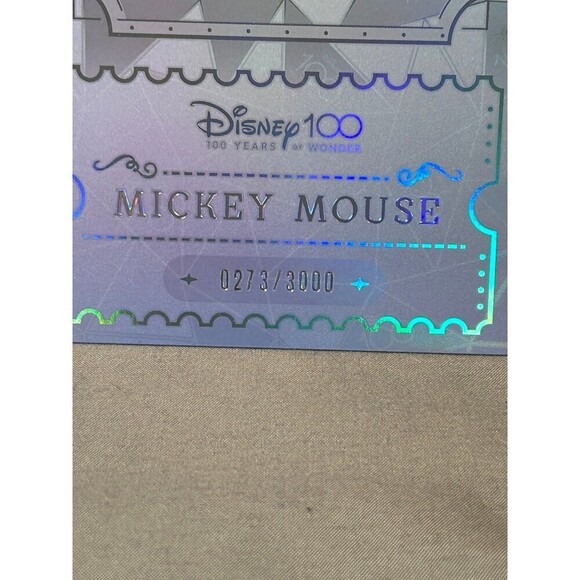 Disney100
100 YEARS of WONDER
MICKEY MOUSE
0273/3000